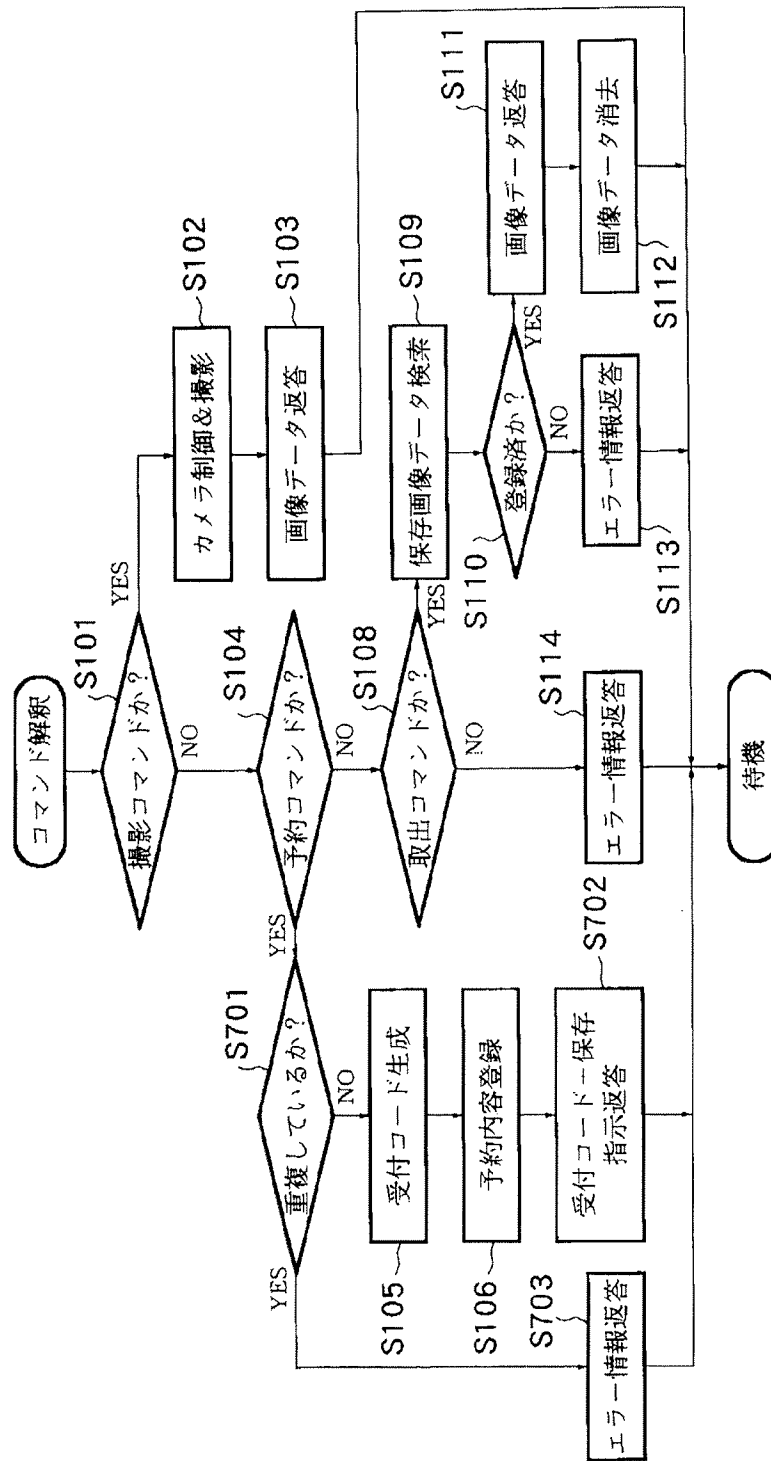 コマンド解釈
S101
撮影コマンドか?
YES
NO
S102
カメラ制御&撮影
S103
画像データ返答
S104
予約コマンドか?
YES
NO
S701
重複しているか?
YES
NO
S105
受付コード生成
S106
予約内容登録
S702
受付コード－保存
指示返答
S703
エラー情報返答
S108
取出コマンドか?
YES
NO
S109
保存画像データ検索
S110
登録済か?
YES
NO
S111
画像データ返答
S112
画像データ消去
S113
エラー情報返答
S114
エラー情報返答
待機